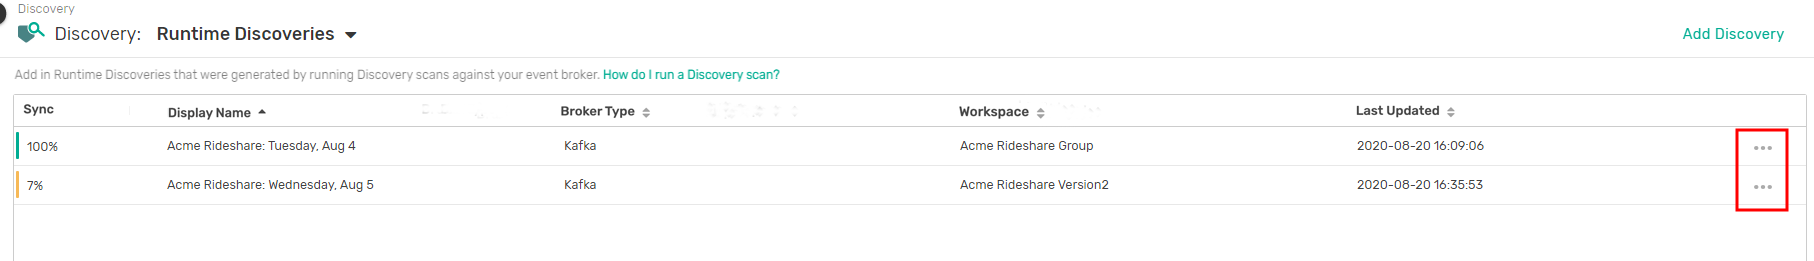 Discovery
Discovery: Runtime Discoveries
Add Discovery
Add in Runtime Discoveries that were generated by running Discovery scans against your event broker. How do I run a Discovery scan?
Sync Display Name Broker Type Workspace Last Updated
100% Acme Rideshare: Tuesday, Aug 4 Kafka Acme Rideshare Group 2020-08-20 16:09:06
7% Acme Rideshare: Wednesday, Aug 5 Kafka Acme Rideshare Version2 2020-08-20 16:35:53